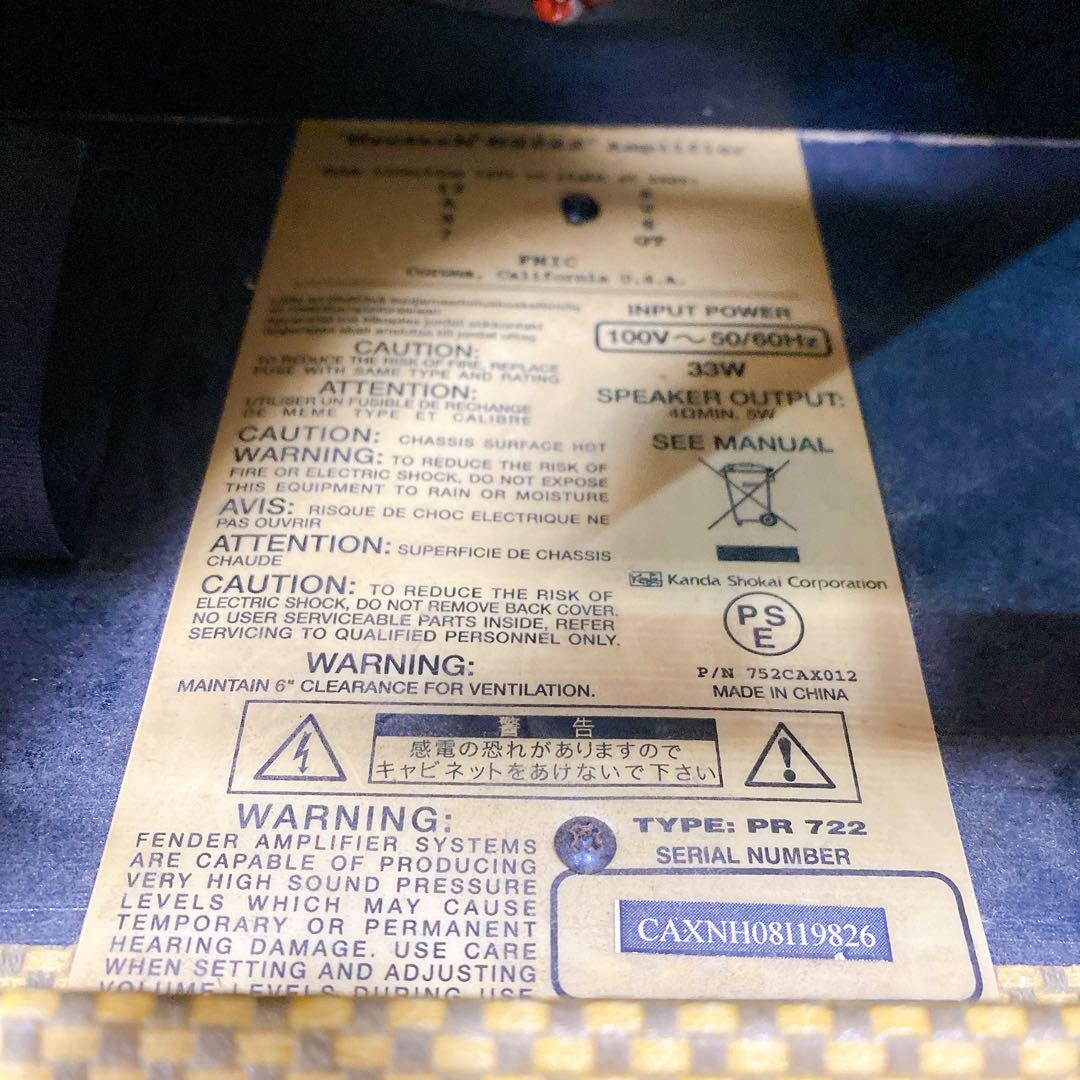 Amplifier
FMIC
Corona, California U.S.A.
CAUTION:
TO REDUCE THE RISK OF FIRE, REPLACE
FUSE WITH SAME TYPE AND RATING
ATTENTION:
UTILISER UN FUSIBLE DE RECHANGE
DE MEME TYPE ET CALIBRE
CAUTION: CHASSIS SURFACE HOT
WARNING: TO REDUCE THE RISK OF
FIRE OR ELECTRIC SHOCK, DO NOT EXPOSE
THIS EQUIPMENT TO RAIN OR MOISTURE
AVIS: RISQUE DE CHOC ELECTRIQUE NE
PAS OUVRIR
ATTENTION: SUPERFICIE DE CHASSIS
CHAUDE
CAUTION: TO REDUCE THE RISK OF
ELECTRIC SHOCK, DO NOT REMOVE BACK COVER.
NO USER SERVICEABLE PARTS INSIDE, REFER
SERVICING TO QUALIFIED PERSONNEL ONLY.
WARNING:
MAINTAIN 6" CLEARANCE FOR VENTILATION.
INPUT POWER
100V～50/60Hz
33W
SPEAKER OUTPUT:
4ΩMIN. 5W
SEE MANUAL
Kanda Shokai Corporation
PSE
P/N 752CAX012
MADE IN CHINA
警 告
感電の恐れがありますので
キャビネットをあけないで下さい
WARNING:
FENDER AMPLIFIER SYSTEMS
ARE CAPABLE OF PRODUCING
VERY HIGH SOUND PRESSURE
LEVELS WHICH MAY CAUSE
TEMPORARY OR PERMANENT
HEARING DAMAGE. USE CARE
WHEN SETTING AND ADJUSTING
VOLUME LEVELS DURING USE
TYPE: PR 722
SERIAL NUMBER
CAXNH08I19826